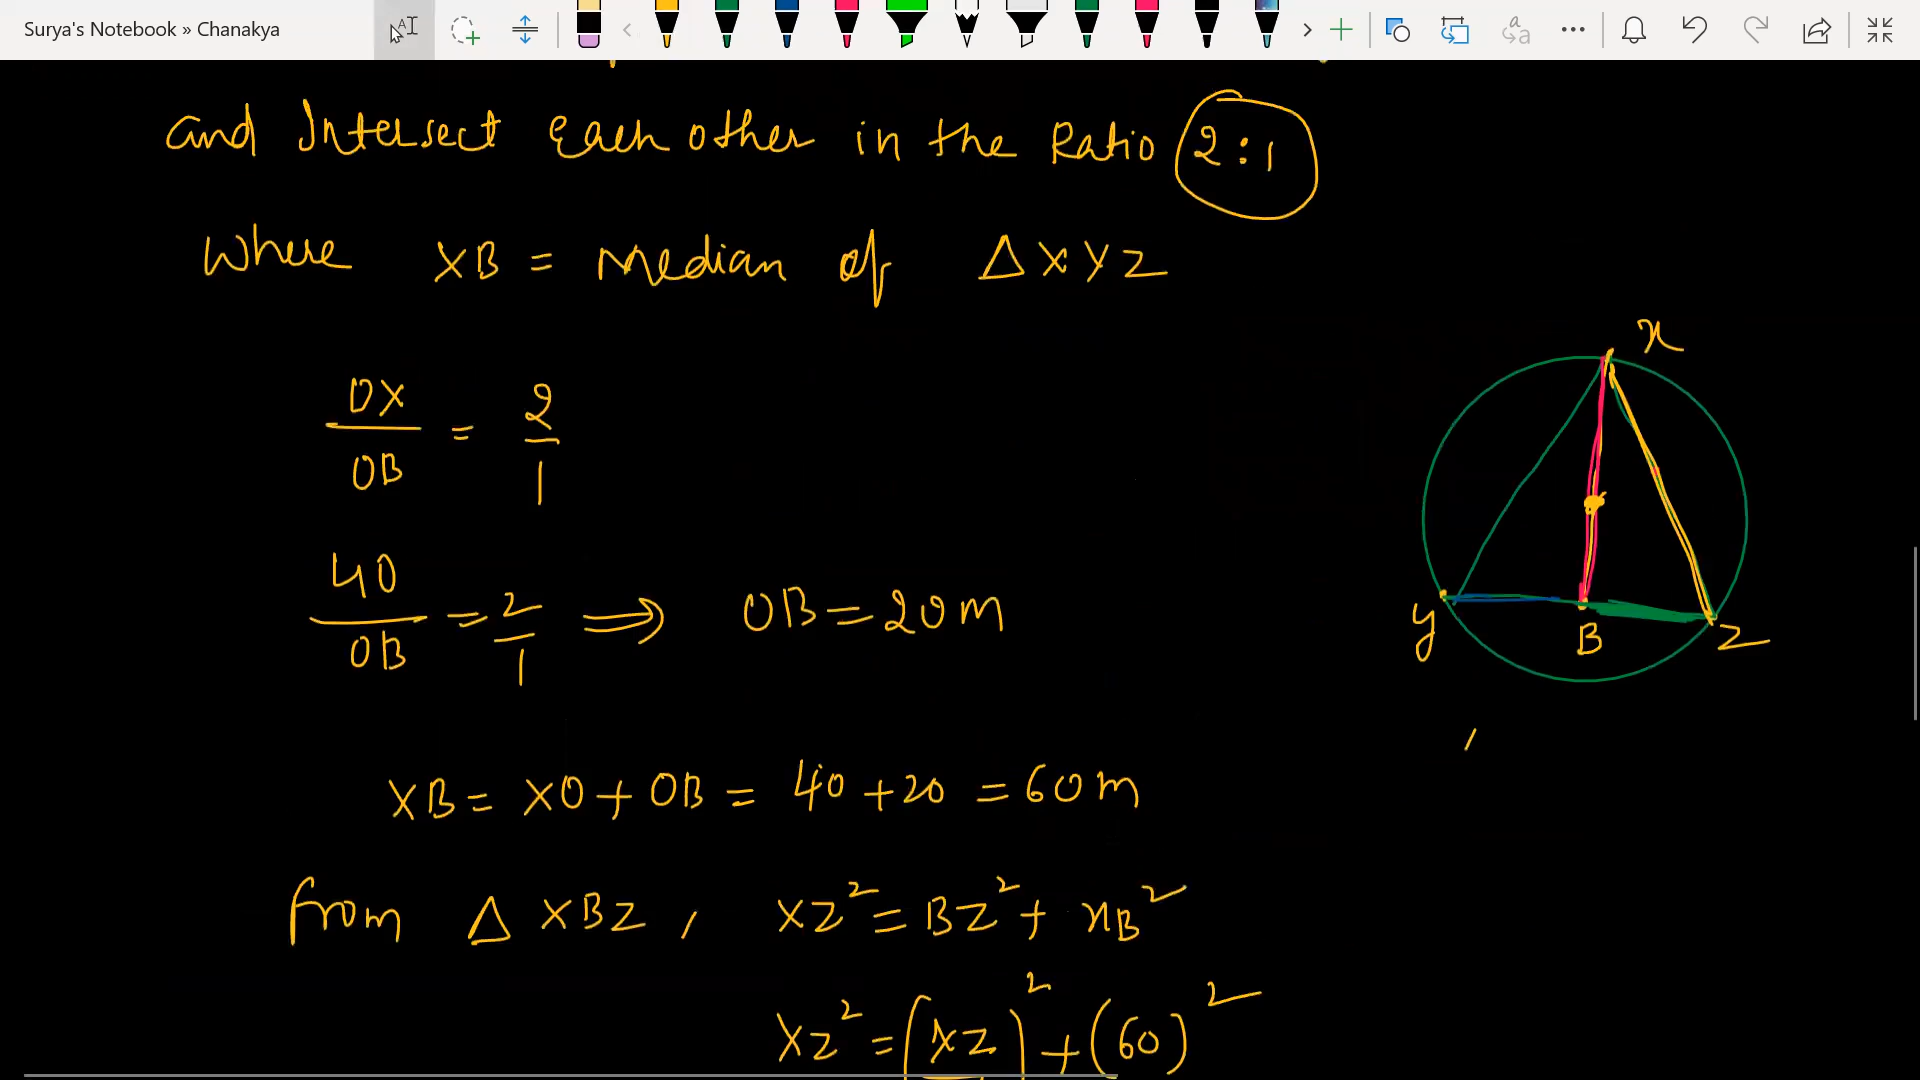 Surya's Notebook » Chanakya
and Intersect Each other in the Ratio 2:1
Where XB = Median of Δ XYZ
OX/OB = 2/1
40/OB = 2/1 ⟹ OB = 20m
XB = XO + OB = 40 + 20 = 60m
from Δ XBZ, XZ² = BZ² + XB²
XZ² = (XZ)² + (60)²
x
y
B
Z